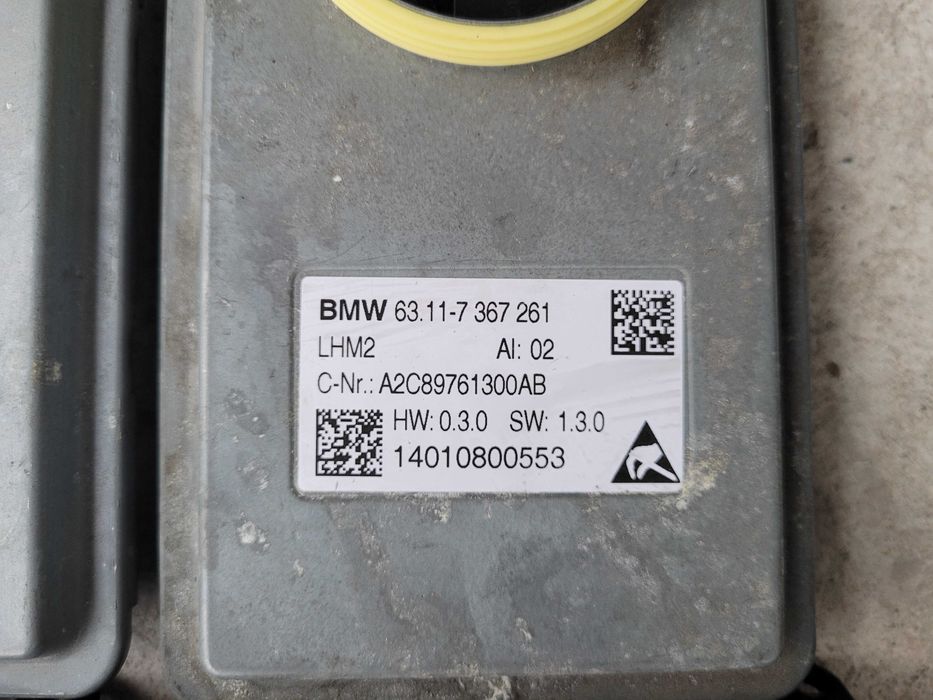 BMW 63.11-7 367 261
LHM2 AI: 02
C-Nr.: A2C89761300AB
HW: 0.3.0 SW: 1.3.0
14010800553